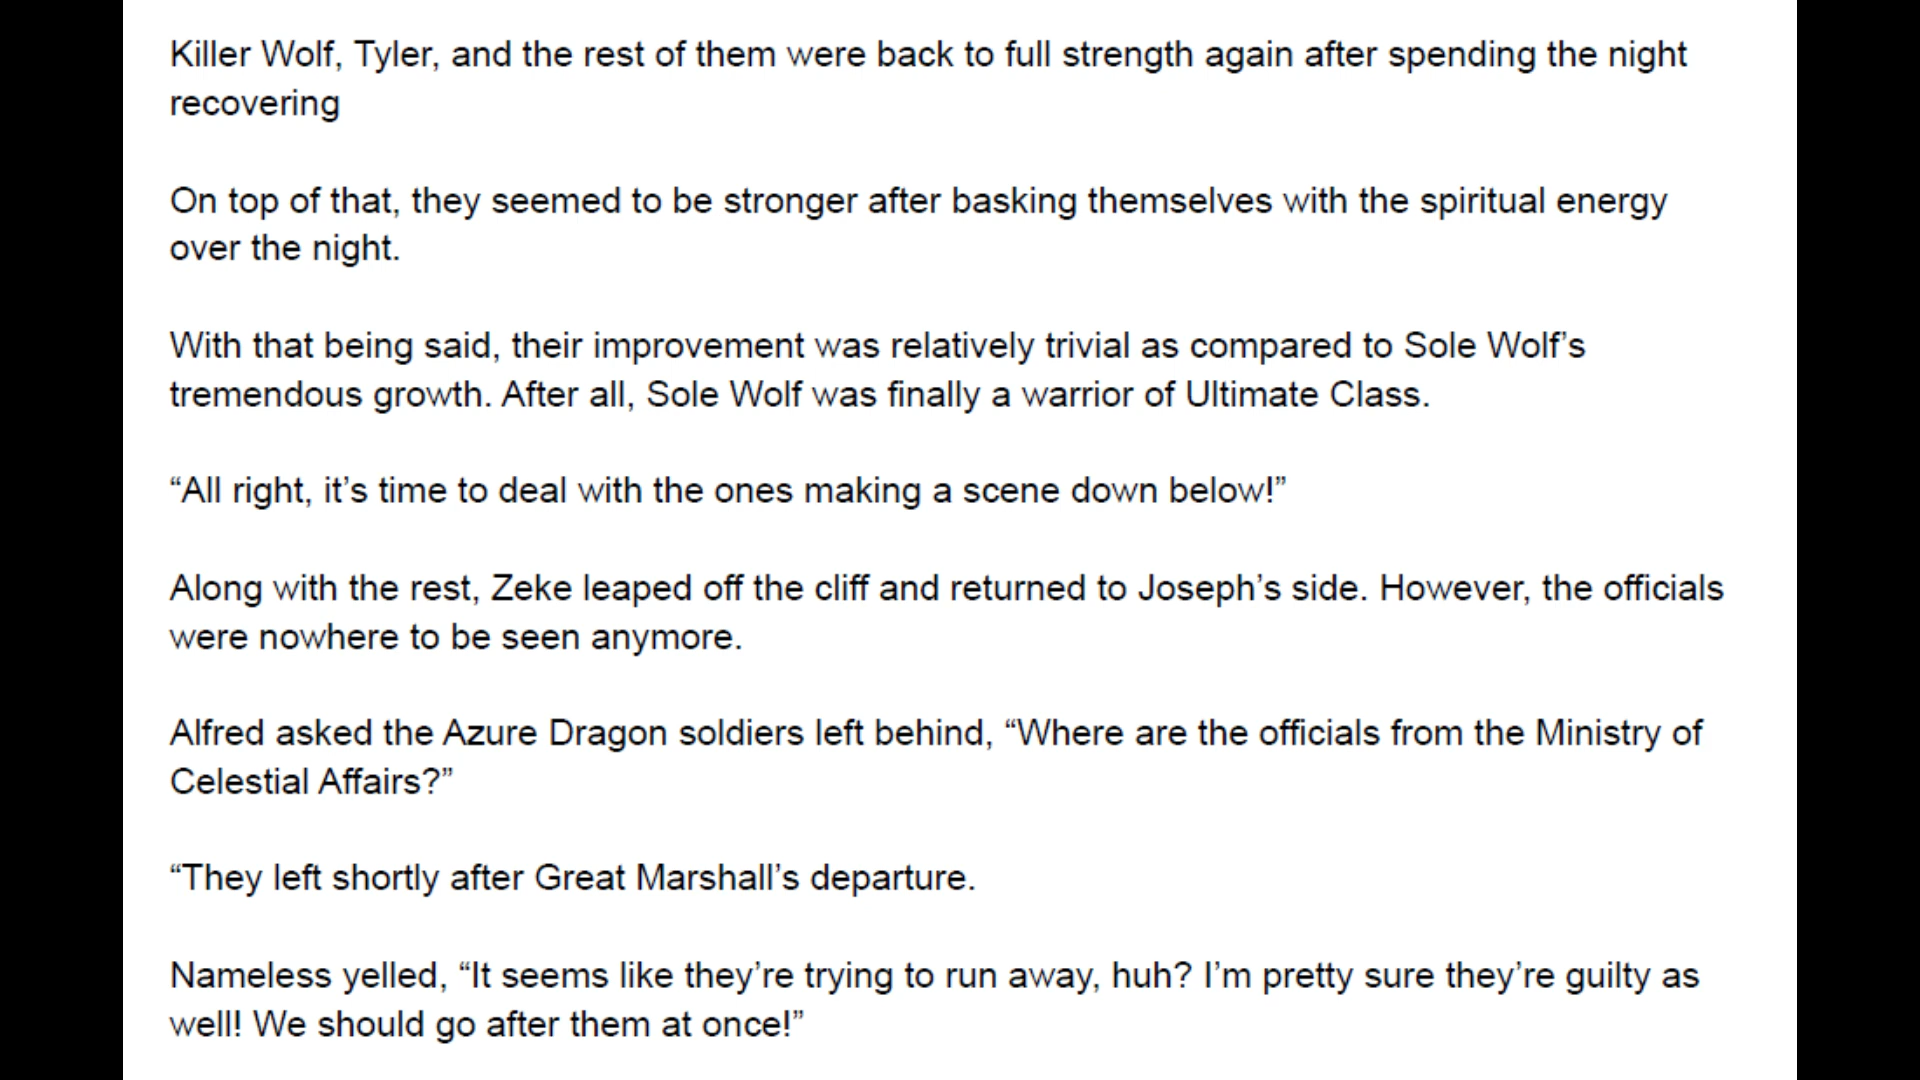 Killer Wolf, Tyler, and the rest of them were back to full strength again after spending the night
recovering
On top of that, they seemed to be stronger after basking themselves with the spiritual energy
over the night.
With that being said, their improvement was relatively trivial as compared to Sole Wolf’s
tremendous growth. After all, Sole Wolf was finally a warrior of Ultimate Class.
“All right, it’s time to deal with the ones making a scene down below!”
Along with the rest, Zeke leaped off the cliff and returned to Joseph’s side. However, the officials
were nowhere to be seen anymore.
Alfred asked the Azure Dragon soldiers left behind, “Where are the officials from the Ministry of
Celestial Affairs?”
“They left shortly after Great Marshall’s departure.
Nameless yelled, “It seems like they’re trying to run away, huh? I’m pretty sure they’re guilty as
well! We should go after them at once!”